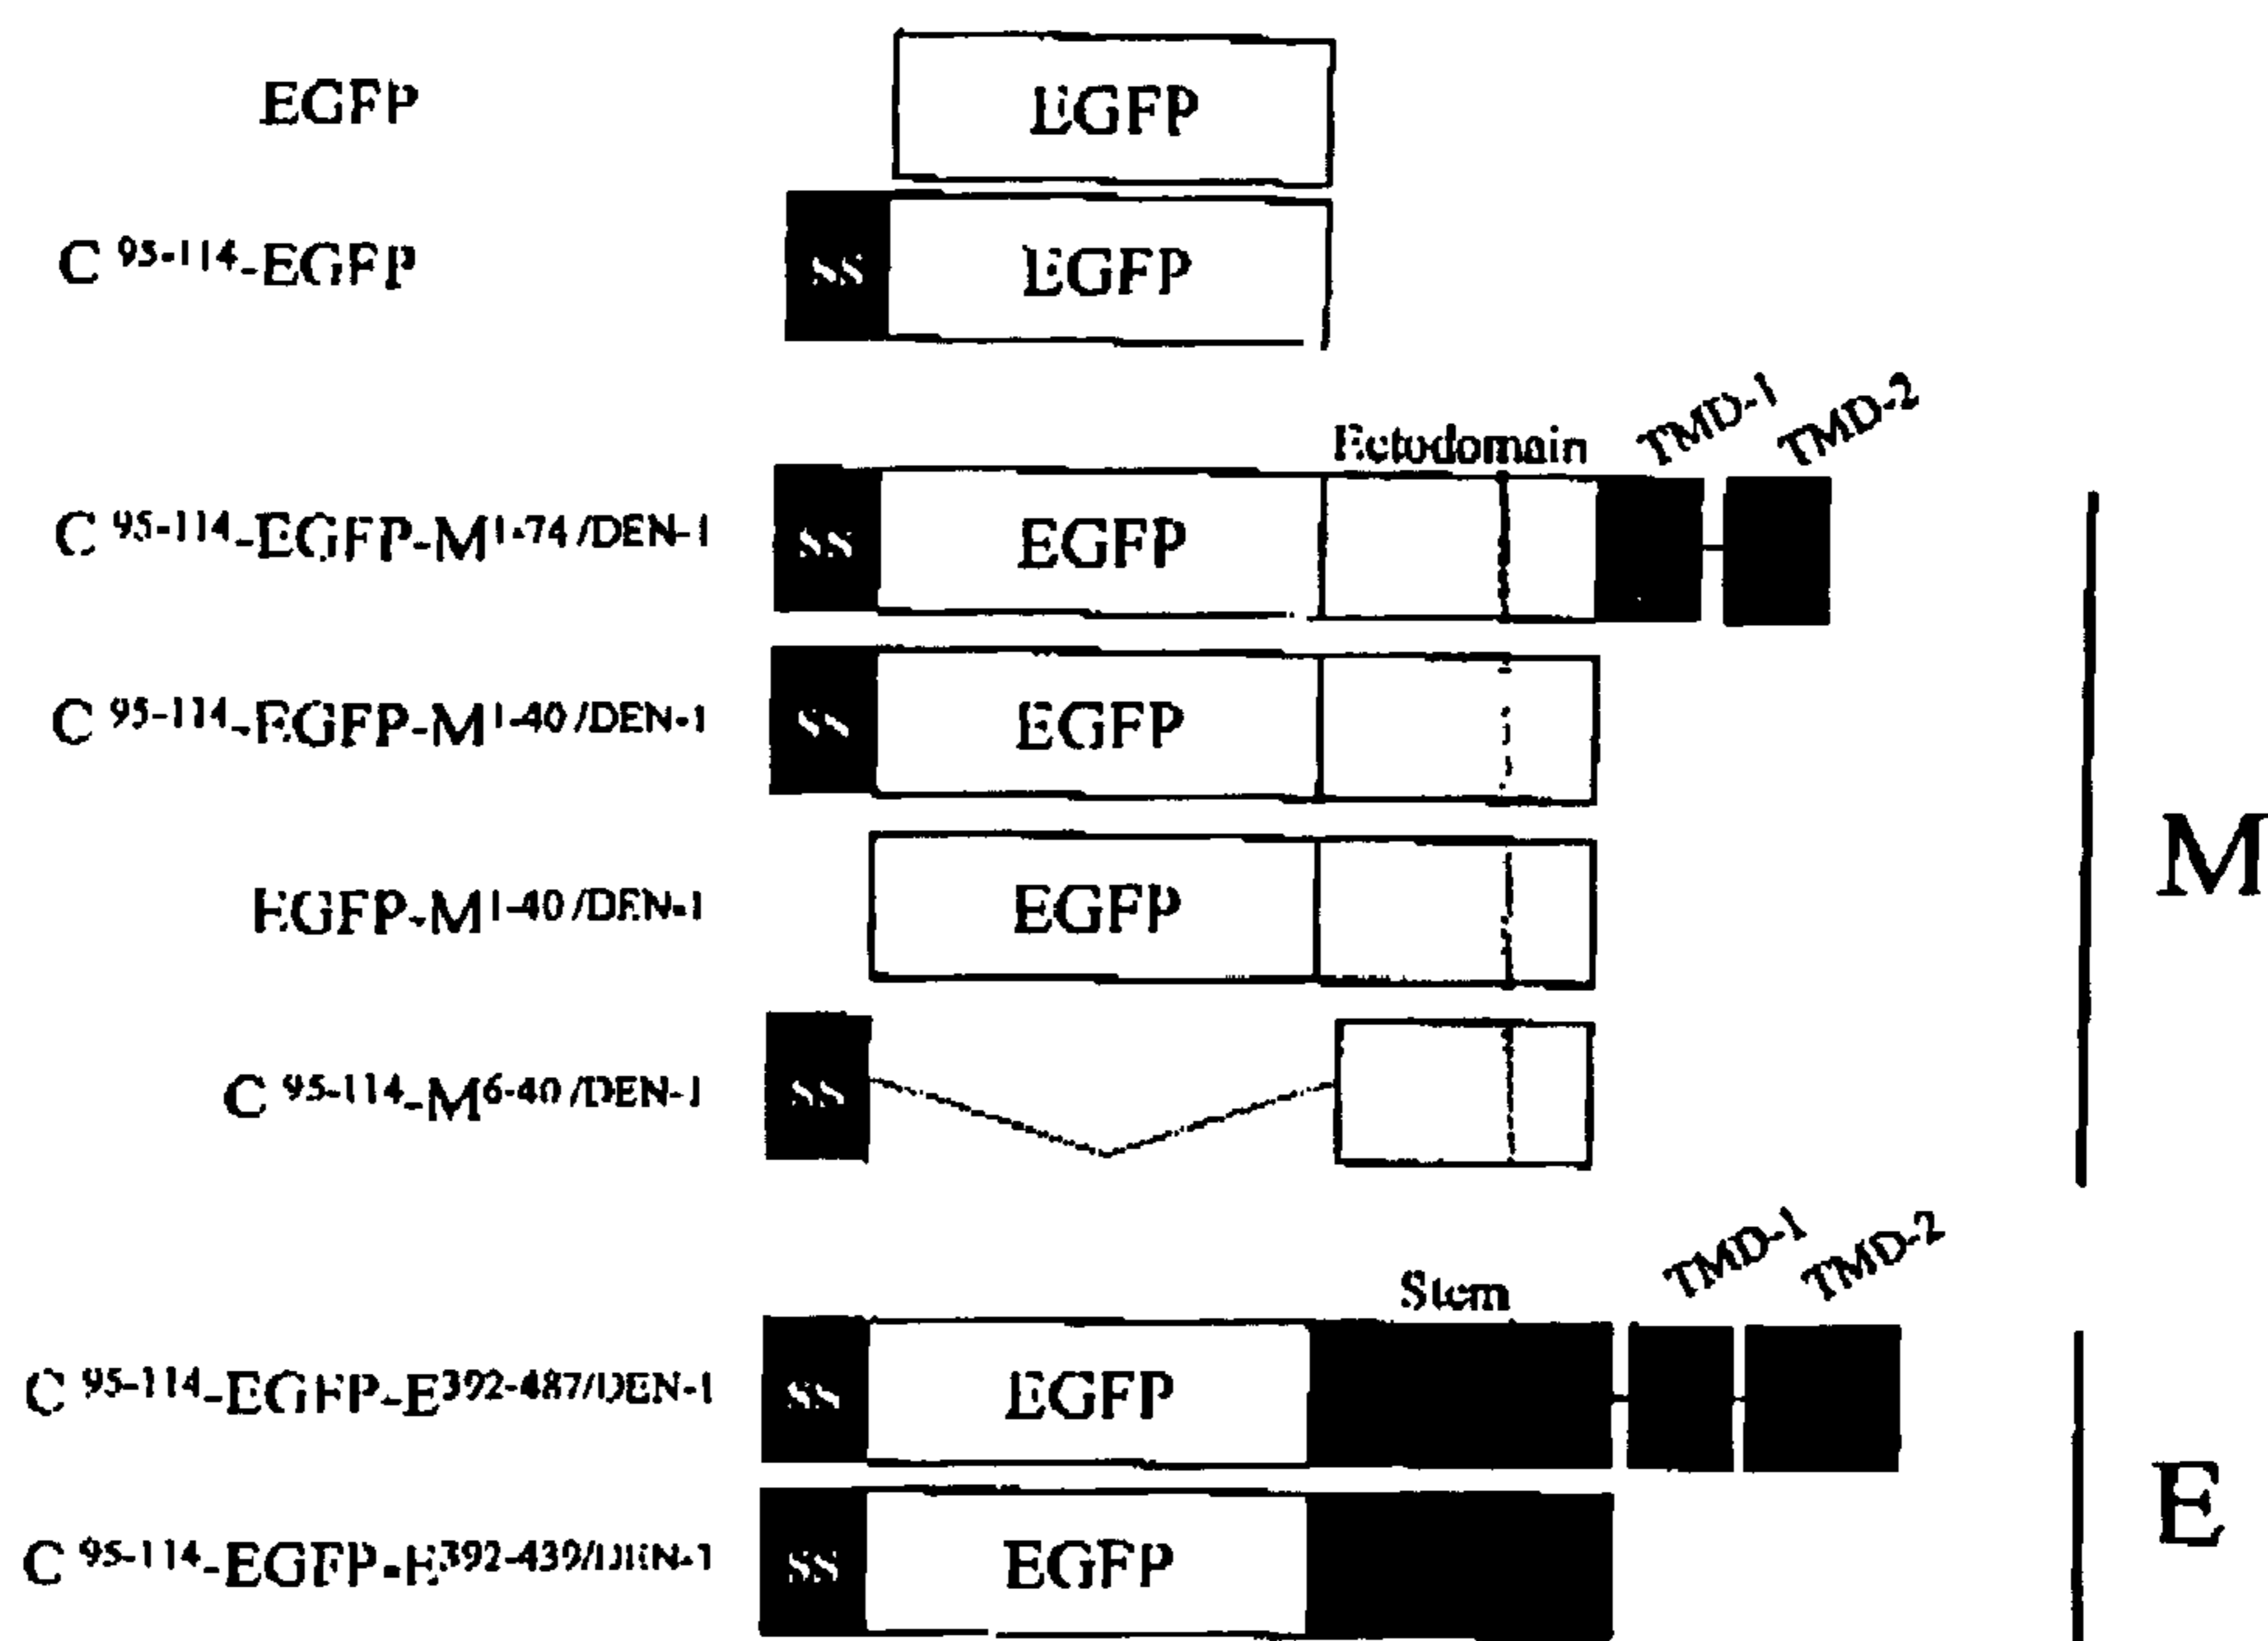 EGFP EGFP
C 95-114-EGFP ss EGFP
Ectodomain TMD-1 TMD-2
C 95-114-EGFP-M1-74/DEN-1 ss EGFP
C 95-114-EGFP-M1-40/DEN-1 ss EGFP
EGFP-M1-40/DEN-1 EGFP
M
C 95-114-M6-40/DEN-1 ss
Stem TMD-1 TMD-2
C 95-114-EGFP-E392-487/DEN-1 ss EGFP
E
C 95-114-EGFP-E392-439/DEN-1 ss EGFP